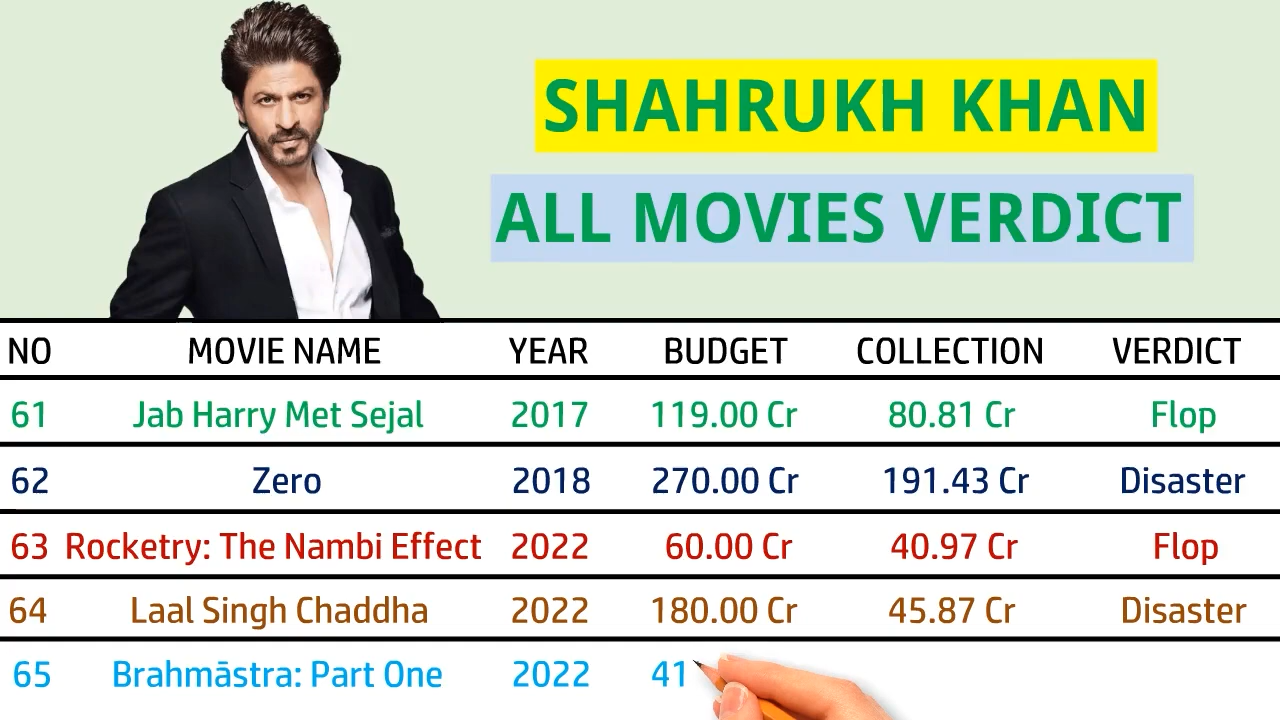 SHAHRUKH KHAN
ALL MOVIES VERDICT
NO MOVIE NAME YEAR BUDGET COLLECTION VERDICT
61 Jab Harry Met Sejal 2017 119.00 Cr 80.81 Cr Flop
62 Zero 2018 270.00 Cr 191.43 Cr Disaster
63 Rocketry: The Nambi Effect 2022 60.00 Cr 40.97 Cr Flop
64 Laal Singh Chaddha 2022 180.00 Cr 45.87 Cr Disaster
65 Brahmāstra: Part One 2022 41